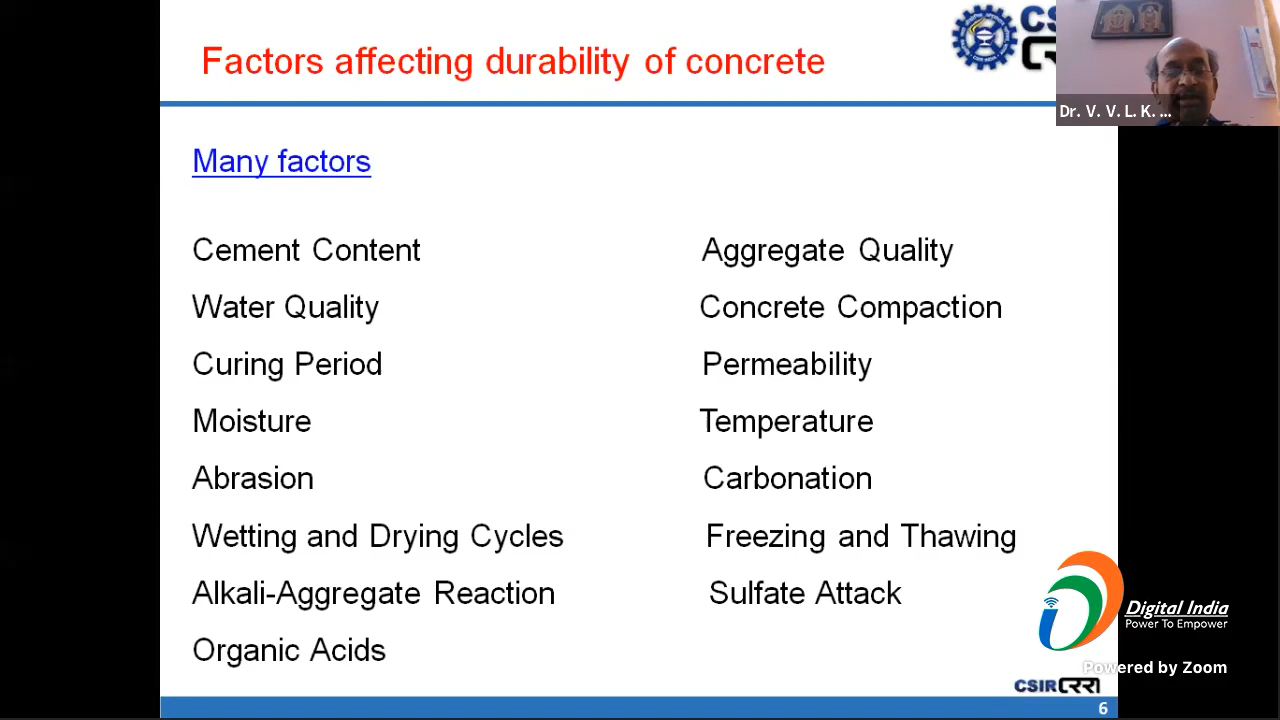 Factors affecting durability of concrete
CS
Dr. V. V. L. K. ...
Many factors
Cement Content
Aggregate Quality
Water Quality
Concrete Compaction
Curing Period
Permeability
Moisture
Temperature
Abrasion
Carbonation
Wetting and Drying Cycles
Freezing and Thawing
Alkali-Aggregate Reaction
Sulfate Attack
Organic Acids
Digital India
Power To Empower
Powered by Zoom
CSIR CRRI
6